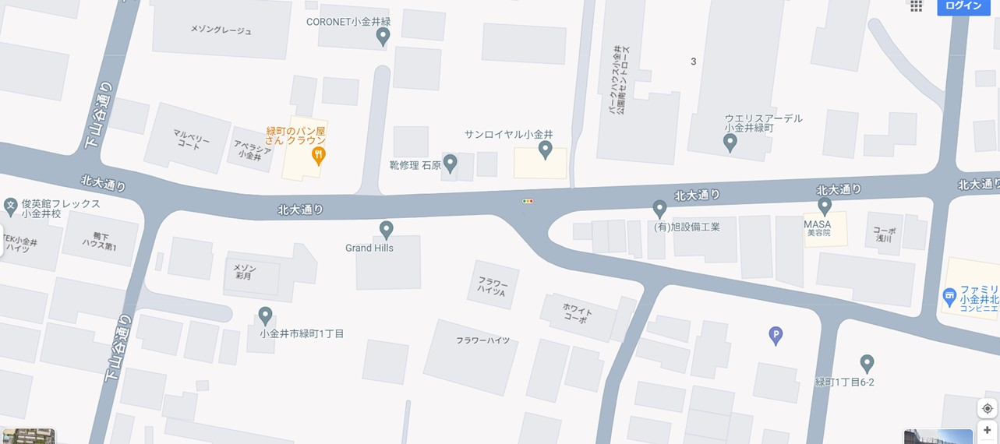 ログイン
CORONET小金井緑
メゾングレージュ
パークハウス小金井
公園南セントローズ
3
下山谷通り
緑町のパン屋
さん クラウン
マルベリー
コート
アペラシア
小金井
サンロイヤル小金井
ウエリスアーデル
小金井緑町
靴修理 石原
北大通り
北大通り
北大通り
北大通り
北大通り
俊英館フレックス
小金井校
TEK小金井
ハイツ
鴨下
ハウス第1
Grand Hills
(有)旭設備工業
MASA
美容院
コーポ
浅川
メゾン
彩月
フラワー
ハイツA
ホワイト
コーポ
ファミリ
小金井北
コンビニエ
小金井市緑町1丁目
フラワーハイツ
下山谷通り
P
緑町1丁目6-2